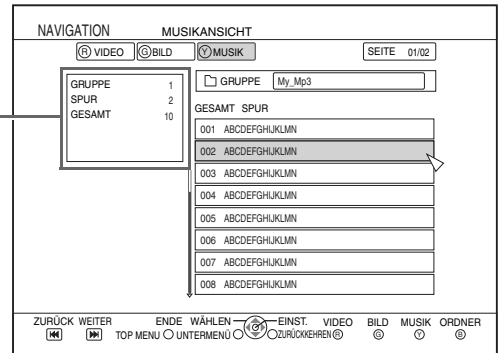 NAVIGATION MUSIKANSICHT
R VIDEO G BILD Y MUSIK SEITE 01/02
GRUPPE 1
SPUR 2
GESAMT 10
GRUPPE My_Mp3
GESAMT SPUR
001 ABCDEFGHIJKLMN
002 ABCDEFGHIJKLMN
003 ABCDEFGHIJKLMN
004 ABCDEFGHIJKLMN
005 ABCDEFGHIJKLMN
006 ABCDEFGHIJKLMN
007 ABCDEFGHIJKLMN
008 ABCDEFGHIJKLMN
ZURÜCK WEITER ENDE WÄHLEN EINST. VIDEO BILD MUSIK ORDNER
TOP MENU UNTERMENÜ ZURÜCKKEHREN R G Y B